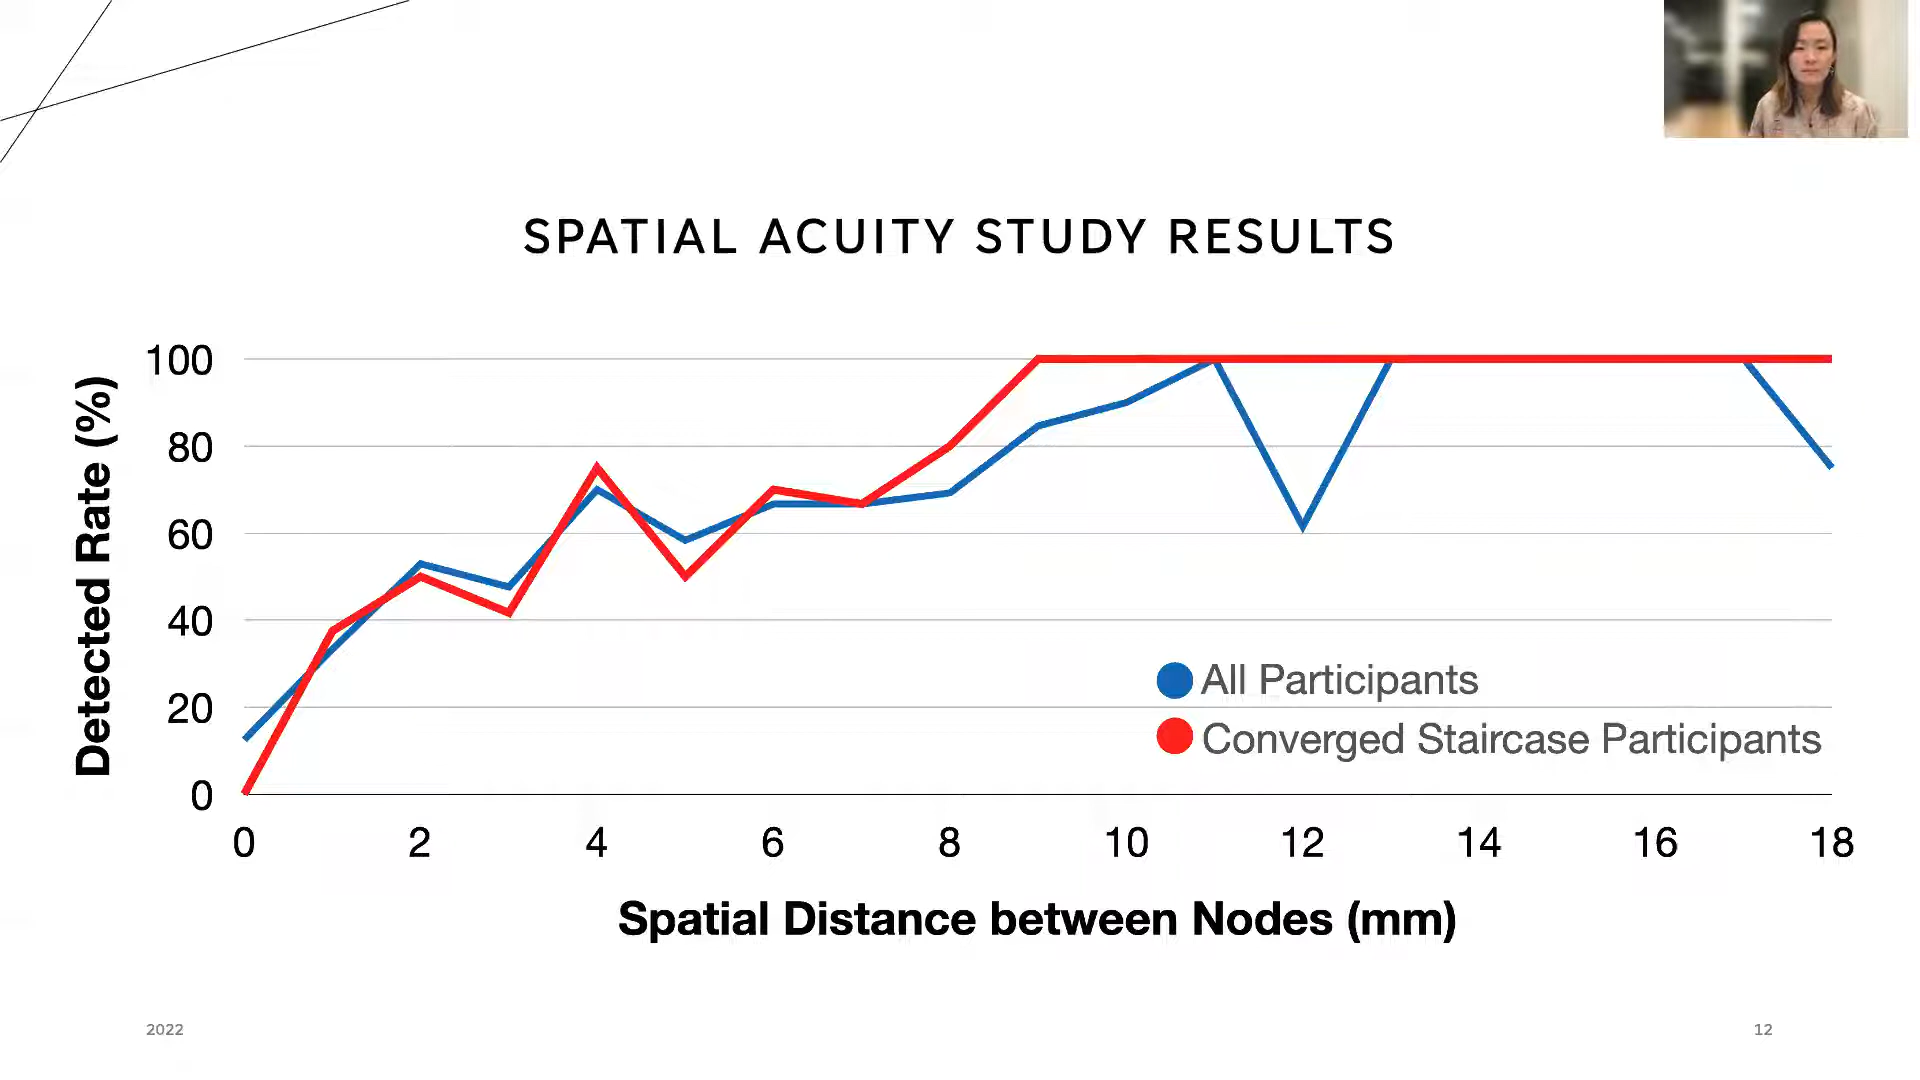 SPATIAL ACUITY STUDY RESULTS
Detected Rate (%)
100
80
60
40
20
0
0 2 4 6 8 10 12 14 16 18
All Participants
Converged Staircase Participants
Spatial Distance between Nodes (mm)
2022
12